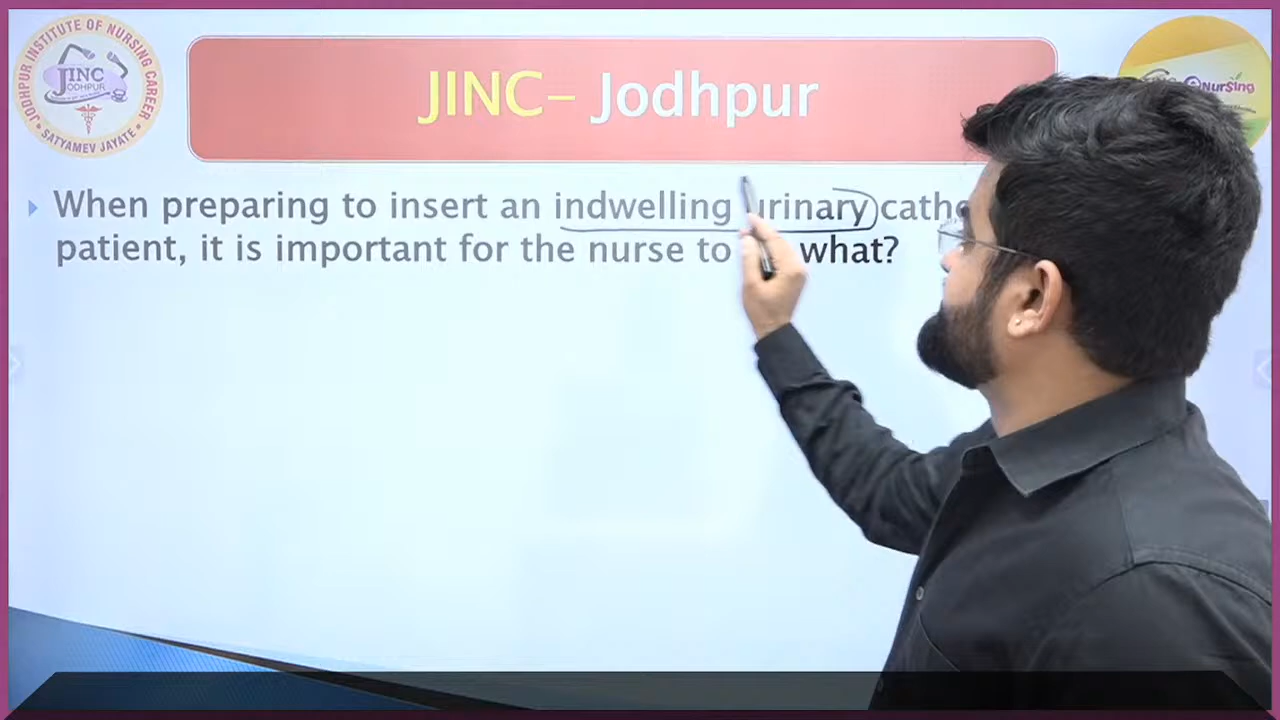 JODHPUR INSTITUTE OF NURSING CAREER
JINC
JODHPUR
SATYAMEV JAYATE
JINC- Jodhpur
Nursing
When preparing to insert an indwelling urinary
patient, it is important for the nurse to what?